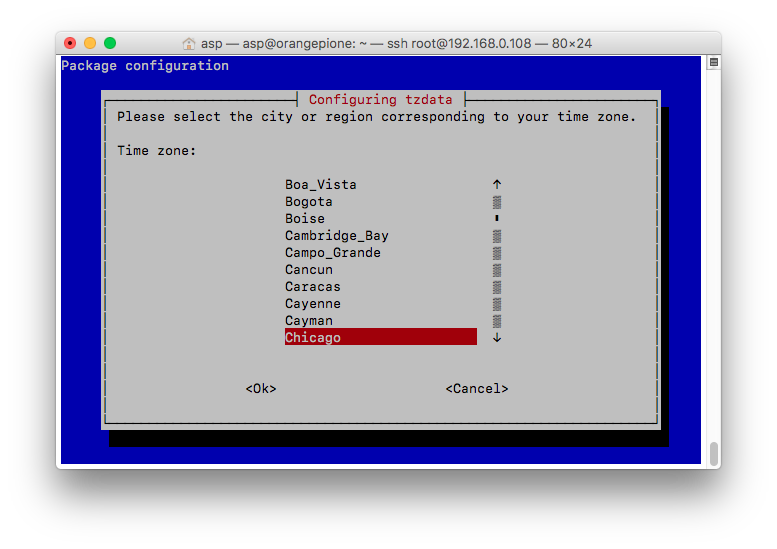 asp — asp@orangepione: ~ — ssh root@192.168.0.108 — 80×24
Package configuration
Configuring tzdata
Please select the city or region corresponding to your time zone.
Time zone:
Boa_Vista
Bogota
Boise
Cambridge_Bay
Campo_Grande
Cancun
Caracas
Cayenne
Cayman
Chicago
<Ok> <Cancel>